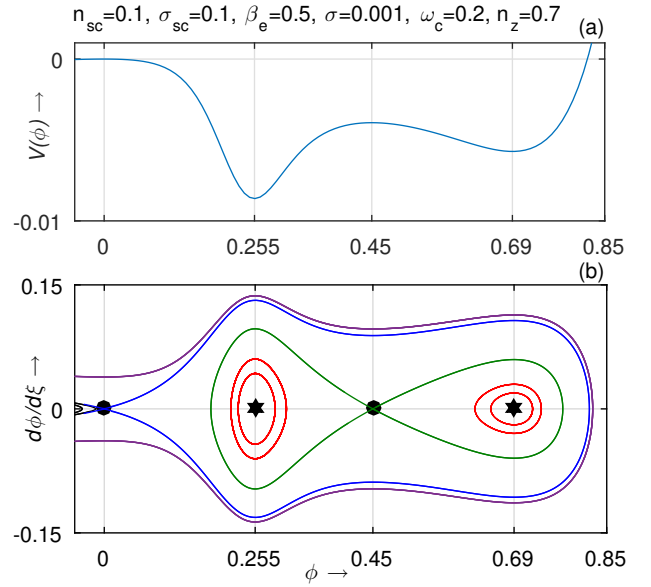 n_sc=0.1, σ_sc=0.1, β_e=0.5, σ=0.001, ω_c=0.2, n_z=0.7
(a)
0
-0.01
V(ϕ) →
0 0.255 0.45 0.69 0.85
(b)
0.15
0
-0.15
dϕ/dξ →
0 0.255 0.45 0.69 0.85
ϕ →